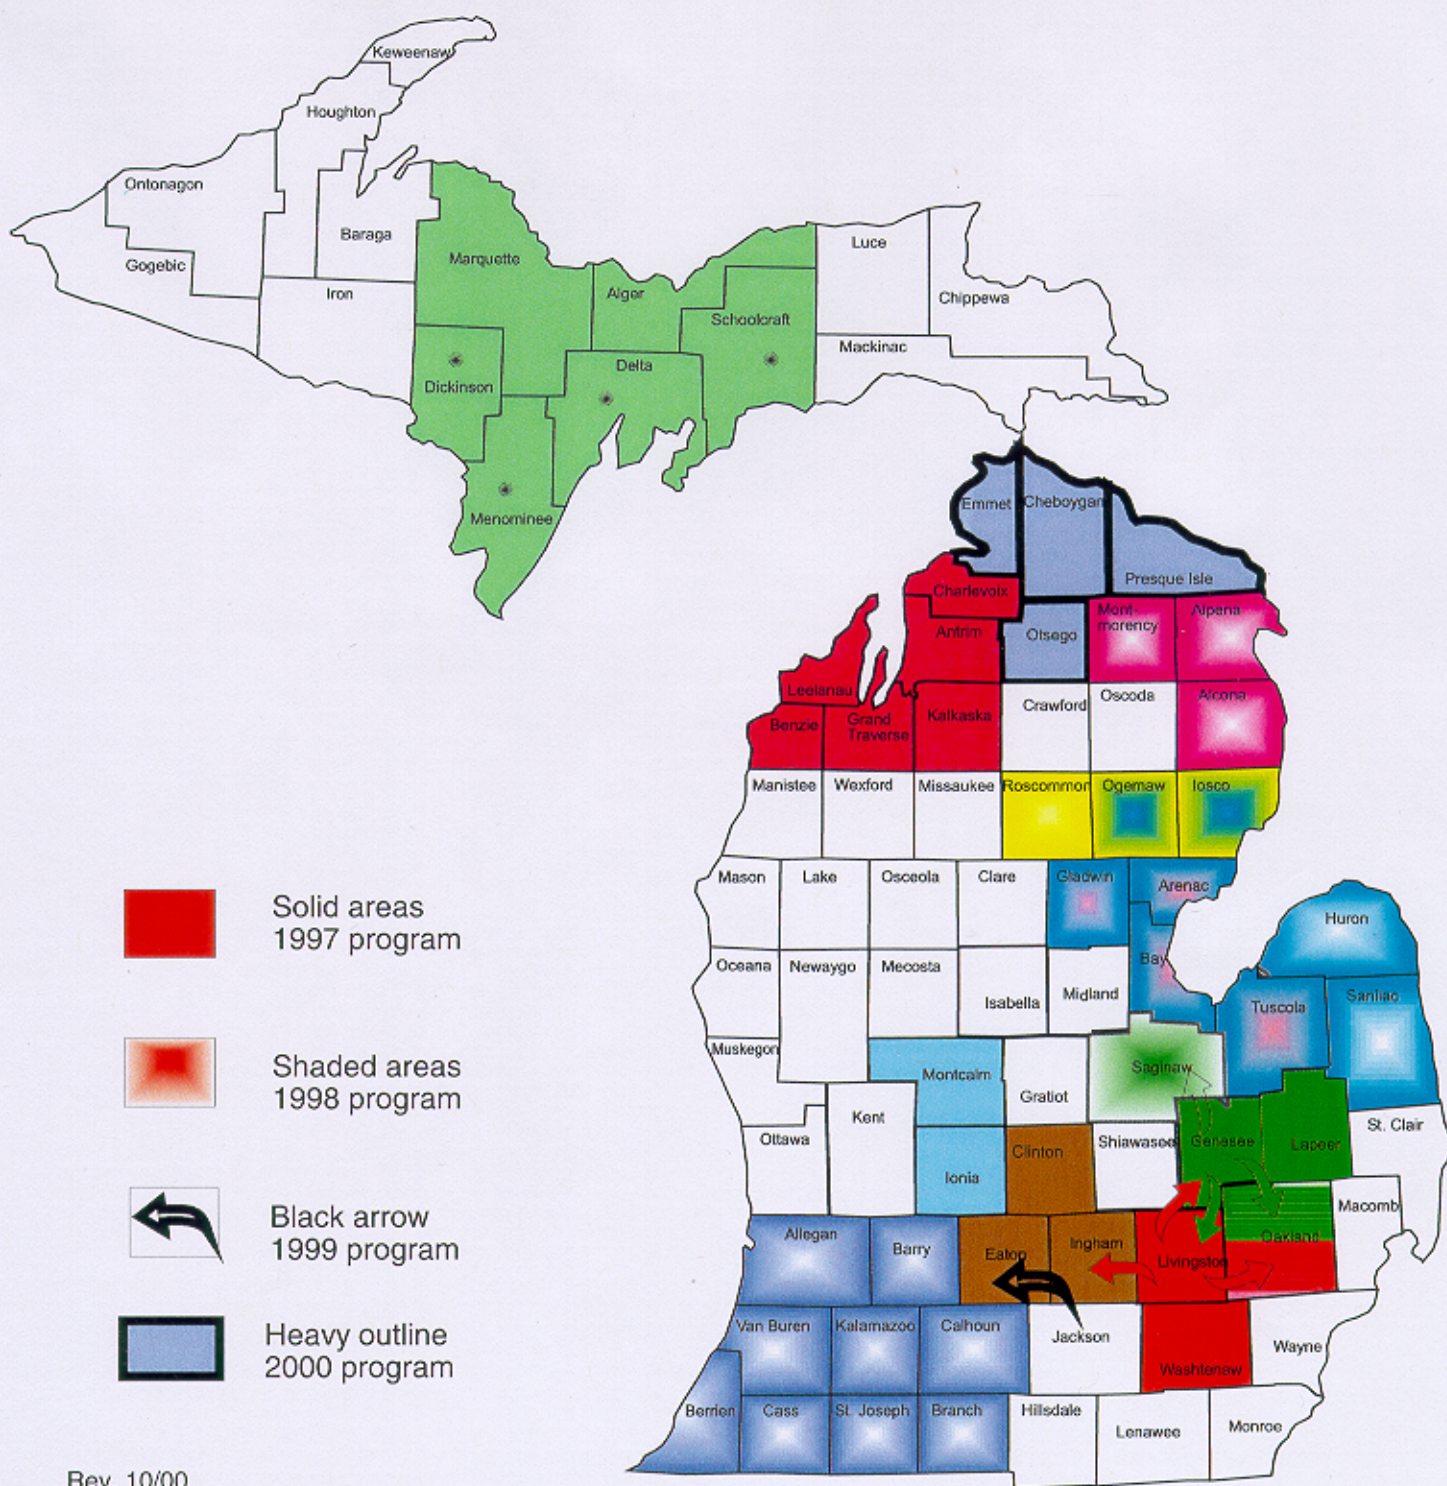 Keweenaw
Houghton
Ontonagon
Baraga
Gogebic
Iron
Marquette
Luce
Alger
Chippewa
Schoolcraft
Mackinac
Delta
Dickinson
Menominee
Emmet
Cheboygan
Presque Isle
Charlevoix
Antrim
Otsego
Mont-
morency
Alpena
Leelanau
Benzie
Grand
Traverse
Kalkaska
Crawford
Oscoda
Alcona
Manistee
Wexford
Missaukee
Roscommon
Ogemaw
Iosco
Mason
Lake
Osceola
Clare
Gladwin
Arenac
Huron
Oceana
Newaygo
Mecosta
Isabella
Midland
Bay
Tuscola
Sanilac
Muskegon
Montcalm
Gratiot
Saginaw
Kent
Ottawa
Ionia
Clinton
Shiawasee
Genesee
Lapeer
St. Clair
Macomb
Allegan
Barry
Eaton
Ingham
Livingston
Oakland
Van Buren
Kalamazoo
Calhoun
Jackson
Washtenaw
Wayne
Berrien
Cass
St. Joseph
Branch
Hillsdale
Lenawee
Monroe
Solid areas
1997 program
Shaded areas
1998 program
Black arrow
1999 program
Heavy outline
2000 program
Rev. 10/00